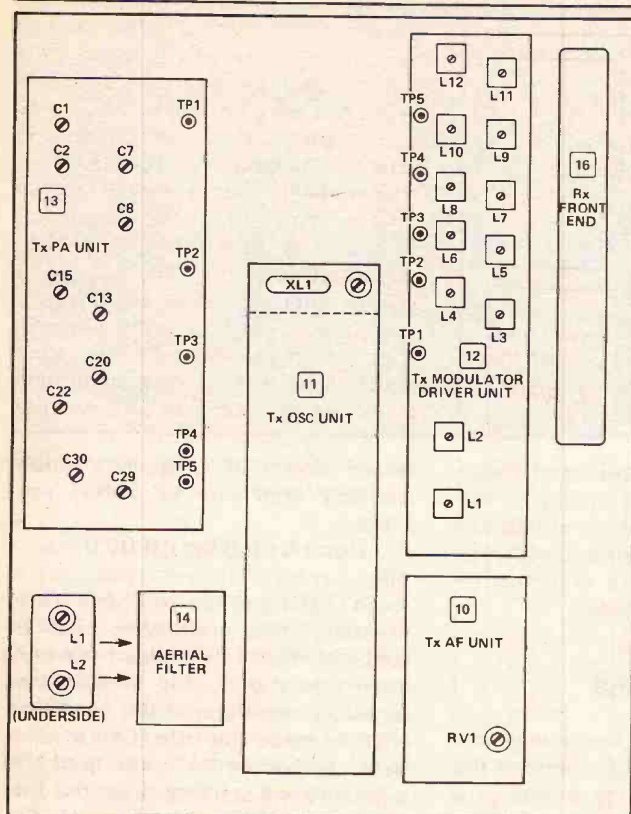 C1
C2
C7
C8
TP1
13
Tx PA UNIT
TP2
C15
C13
TP3
C20
C22
TP4
TP5
C30
C29
XL1
11
Tx OSC UNIT
L12
L11
TP5
L10
L9
TP4
L8
L7
TP3
L6
L5
TP2
L4
L3
TP1
12
Tx MODULATOR
DRIVER UNIT
L2
L1
16
Rx
FRONT
END
L1
L2
(UNDERSIDE)
14
AERIAL
FILTER
10
Tx AF UNIT
RV1